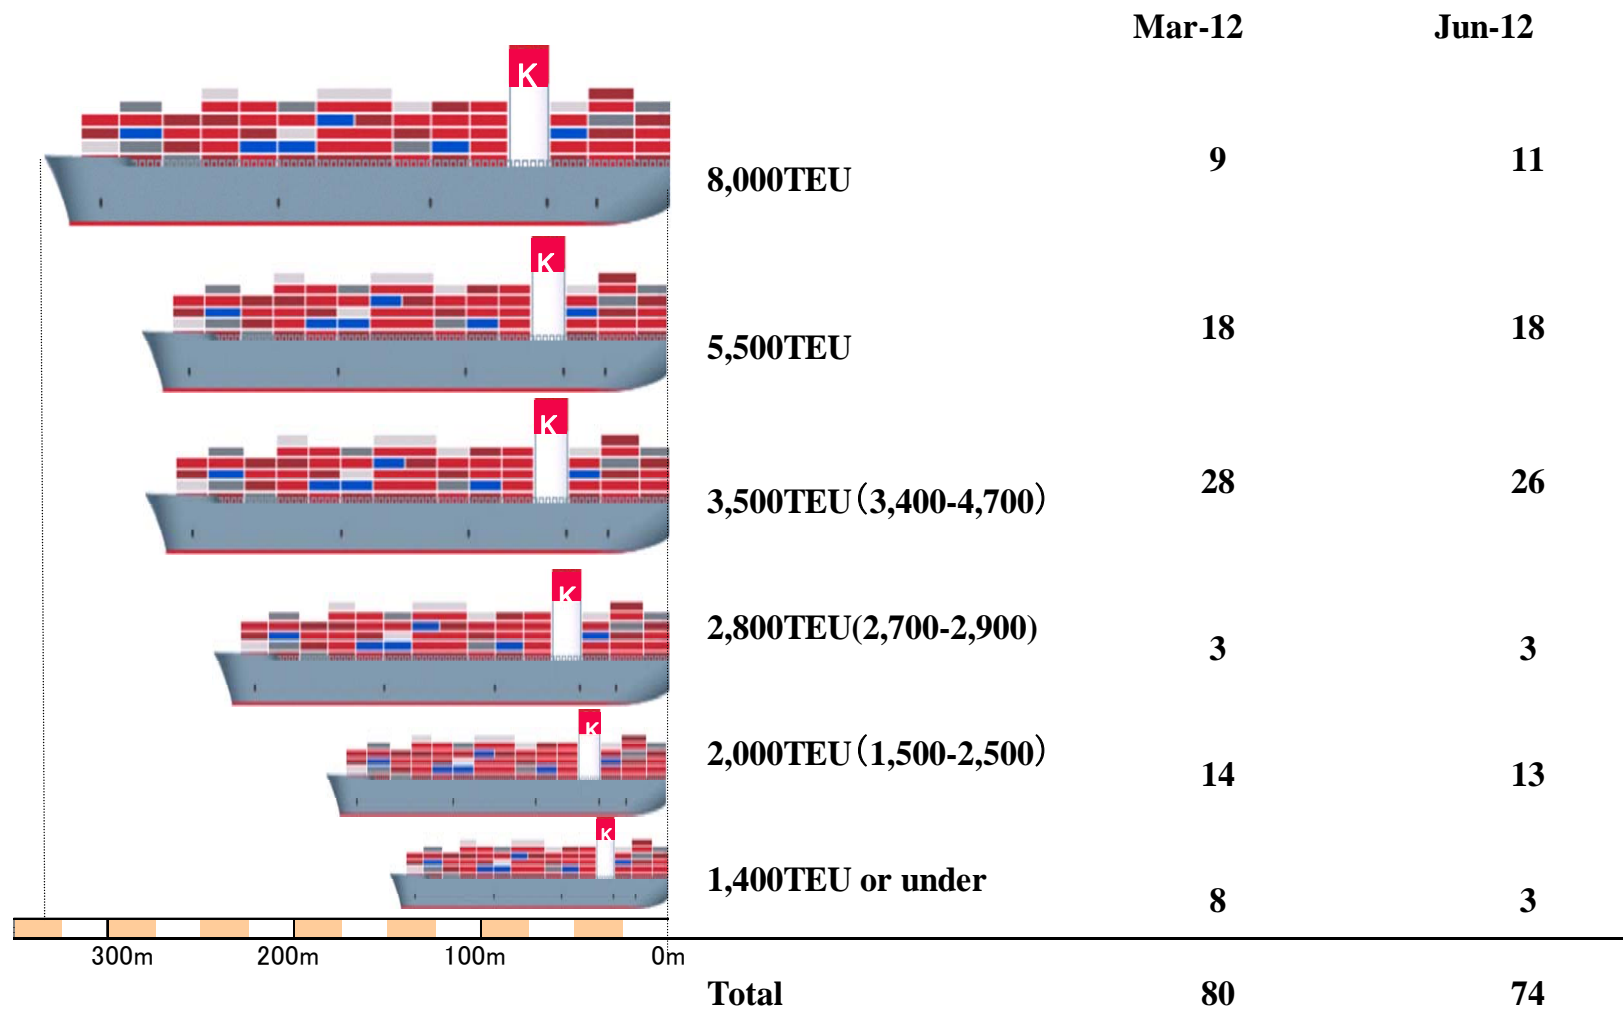 Mar-12 Jun-12
K
8,000TEU 9 11
K
5,500TEU 18 18
K
3,500TEU（3,400-4,700） 28 26
K
2,800TEU(2,700-2,900) 3 3
K
2,000TEU（1,500-2,500） 14 13
K
1,400TEU or under 8 3
300m 200m 100m 0m
Total 80 74